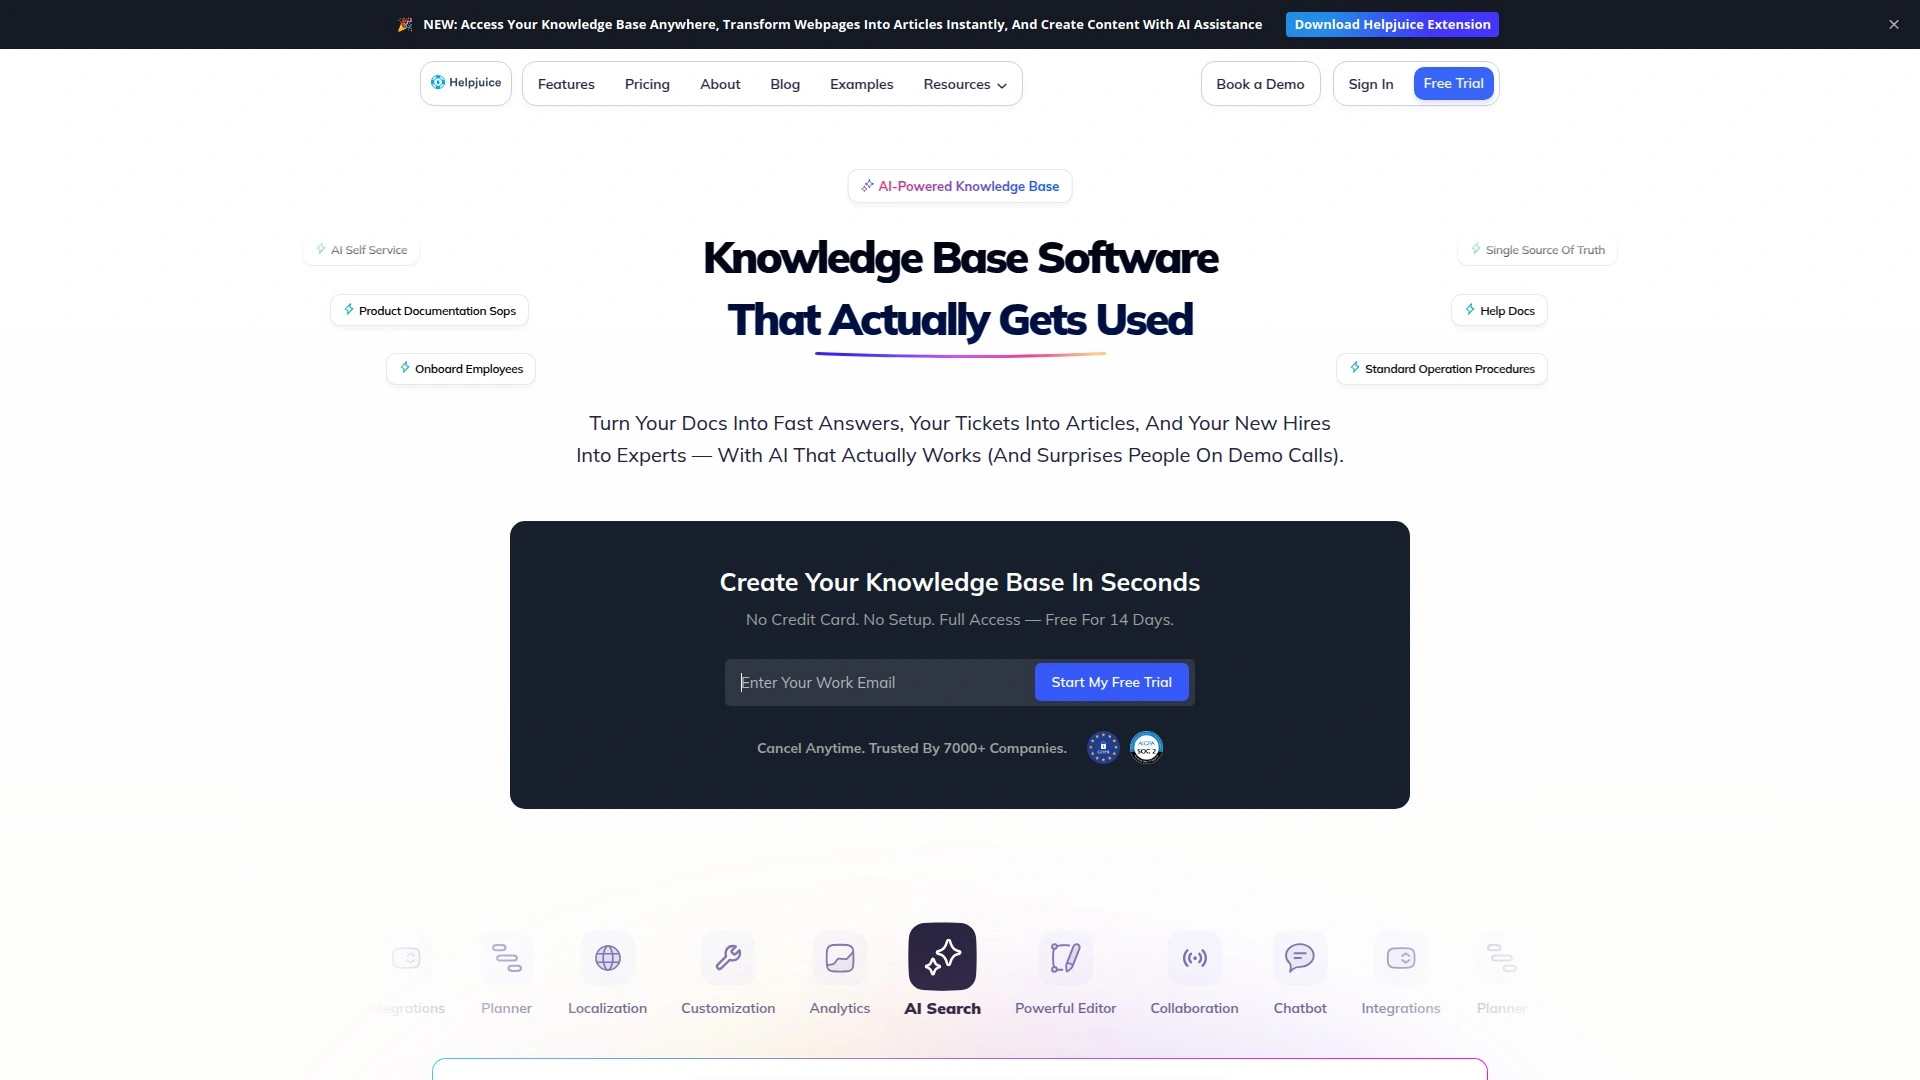 NEW: Access Your Knowledge Base Anywhere, Transform Webpages Into Articles Instantly, And Create Content With AI Assistance
Download Helpjuice Extension
Helpjuice
Features
Pricing
About
Blog
Examples
Resources
Book a Demo
Sign In
Free Trial
AI-Powered Knowledge Base
Knowledge Base Software
That Actually Gets Used
AI Self Service
Product Documentation Sops
Onboard Employees
Single Source Of Truth
Help Docs
Standard Operation Procedures
Turn Your Docs Into Fast Answers, Your Tickets Into Articles, And Your New Hires
Into Experts — With AI That Actually Works (And Surprises People On Demo Calls).
Create Your Knowledge Base In Seconds
No Credit Card. No Setup. Full Access — Free For 14 Days.
Enter Your Work Email
Start My Free Trial
Cancel Anytime. Trusted By 7000+ Companies.
AICPA
SOC 2
Integrations
Planner
Localization
Customization
Analytics
AI Search
Powerful Editor
Collaboration
Chatbot
Integrations
Planner